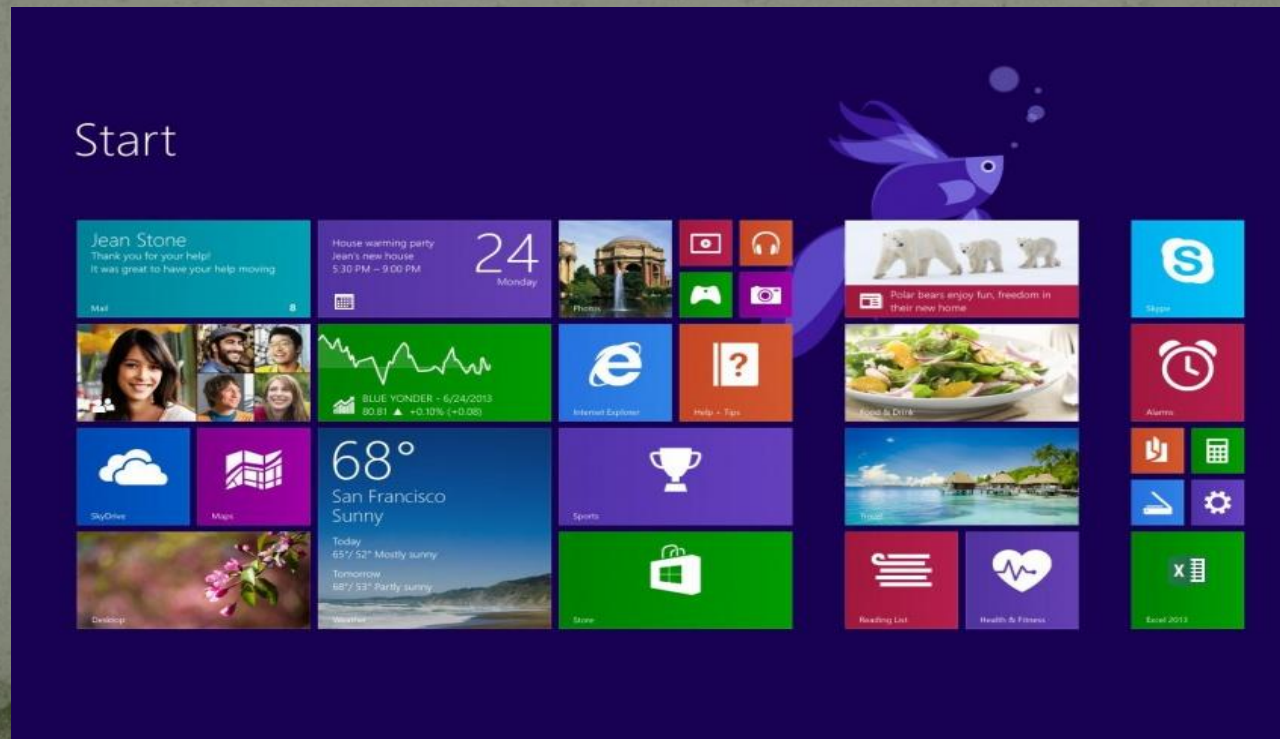 Start
Jean Stone
Thank you for your help!
It was great to have your help moving
Mail
8
House warming party
Jean's new house
5:30 PM – 9:00 PM
24
Monday
Photos
Polar bears enjoy fun, freedom in
their new home
S
Skype
BLUE YONDER - 6/24/2013
80.81 ▲ +0.10% (+0.08)
Internet Explorer
?
Help + Tips
Food & Drink
Alarms
SkyDrive
Maps
68°
San Francisco
Sunny
Today
65°/ 52° Mostly sunny
Tomorrow
68°/ 53° Partly sunny
Weather
Sports
Travel
Desktop
Store
Reading List
Health & Fitness
X
Excel 2013